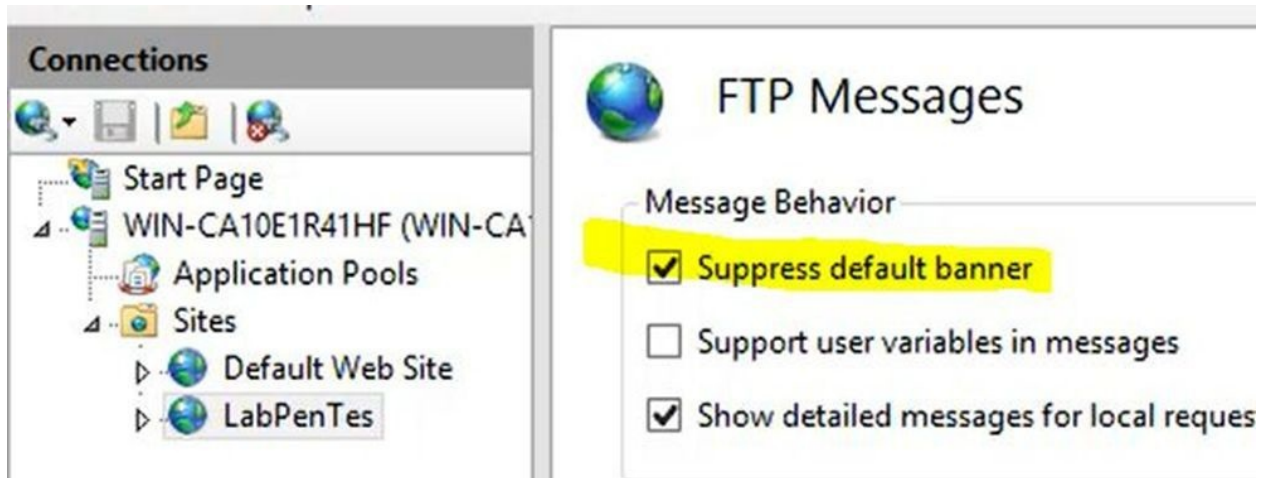 Connections
Start Page
WIN-CA10E1R41HF (WIN-CA
Application Pools
Sites
Default Web Site
LabPenTes
FTP Messages
Message Behavior
Suppress default banner
Support user variables in messages
Show detailed messages for local reques